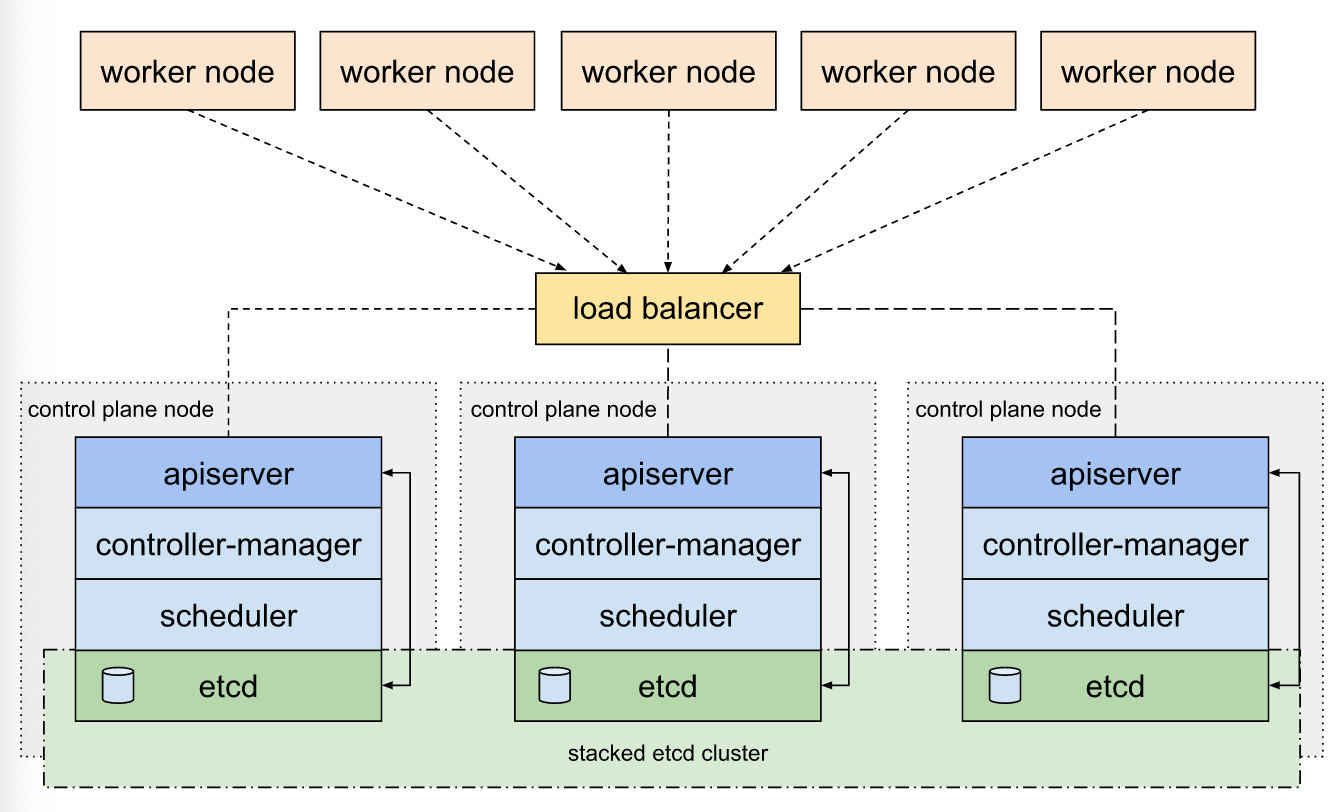 worker node
worker node
worker node
worker node
worker node
load balancer
control plane node
control plane node
control plane node
apiserver
apiserver
apiserver
controller-manager
controller-manager
controller-manager
scheduler
scheduler
scheduler
etcd
etcd
etcd
stacked etcd cluster